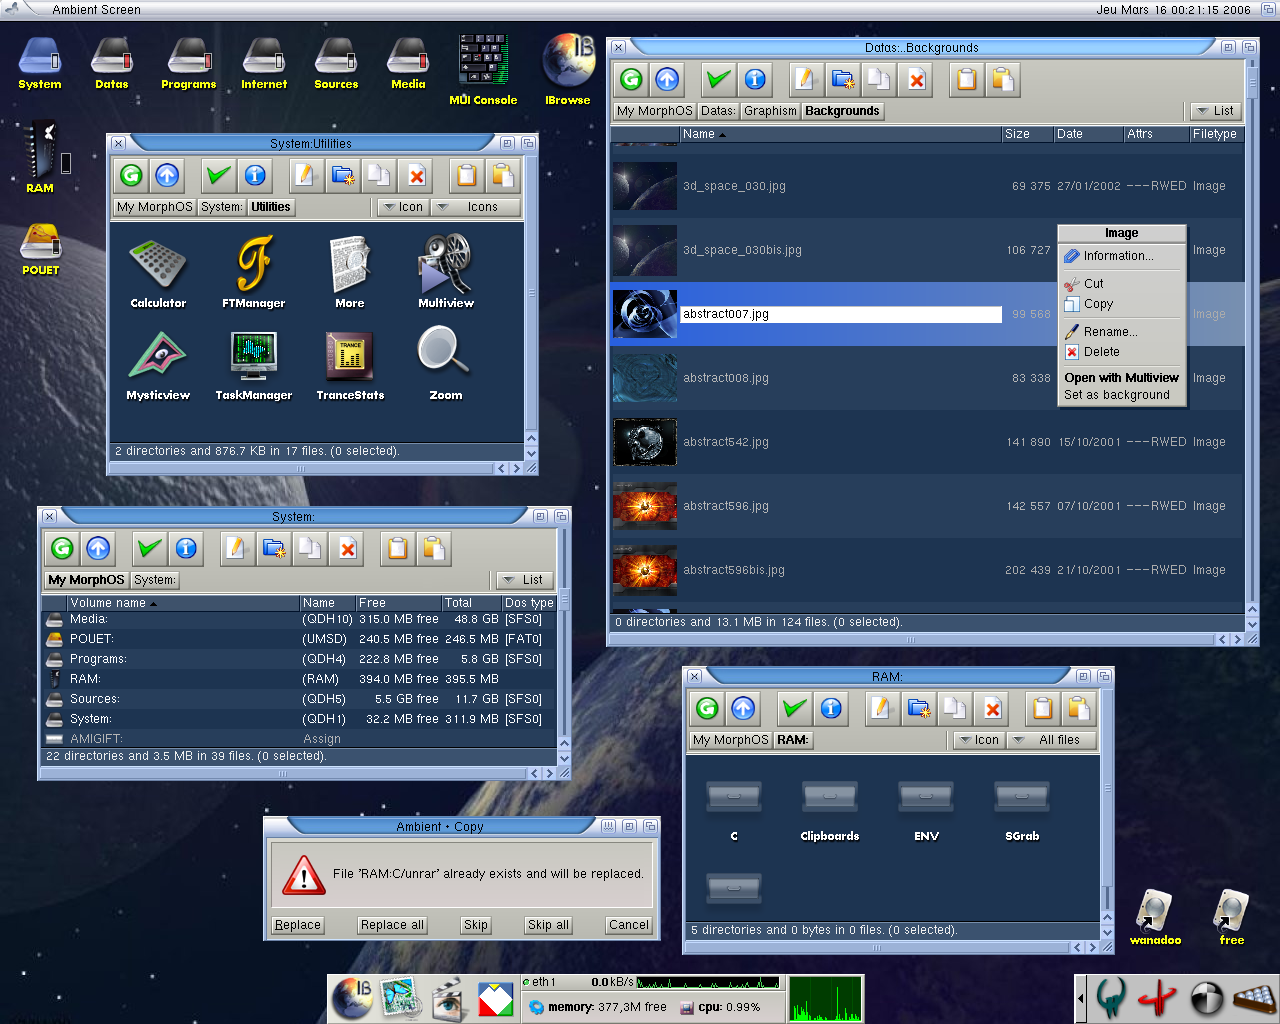 Ambient Screen
Jeu Mars 16 00:21:15 2006
System
Datas
Programs
Internet
Sources
Media
MUI Console
IBrowse
RAM
POUET
System:Utilities
My MorphOS System: Utilities
Icon
Icons
Calculator
FTManager
More
Multiview
Mysticview
TaskManager
TRANCE
TranceStats
Zoom
2 directories and 876.7 KB in 17 files. (0 selected).
Datas:..Backgrounds
My MorphOS Datas: Graphism Backgrounds
List
Name Size Date Attrs Filetype
3d_space_030.jpg 69 375 27/01/2002 ---RWED Image
3d_space_030bis.jpg 106 727 Image
abstract007.jpg 99 568 Image
abstract008.jpg 83 338 Image
abstract542.jpg 141 890 15/10/2001 ---RWED Image
abstract596.jpg 142 557 07/10/2001 ---RWED Image
abstract596bis.jpg 202 439 21/10/2001 ---RWED Image
0 directories and 13.1 MB in 124 files. (0 selected).
Image
Information...
Cut
Copy
Rename...
Delete
Open with Multiview
Set as background
System:
My MorphOS System:
List
Volume name Name Free Total Dos type
Media: (QDH10) 315.0 MB free 48.8 GB [SFS0]
POUET: (UMSD) 240.5 MB free 246.5 MB [FAT0]
Programs: (QDH4) 222.8 MB free 5.8 GB [SFS0]
RAM: (RAM) 394.0 MB free 395.5 MB
Sources: (QDH5) 5.5 GB free 11.7 GB [SFS0]
System: (QDH1) 32.2 MB free 311.9 MB [SFS0]
AMIGIFT: Assign
22 directories and 3.5 MB in 39 files. (0 selected).
RAM:
My MorphOS RAM:
Icon
All files
C
Clipboards
ENV
SGrab
5 directories and 0 bytes in 0 files. (0 selected).
Ambient · Copy
File 'RAM:C/unrar' already exists and will be replaced.
Replace
Replace all
Skip
Skip all
Cancel
wanadoo
free
eth1 0.0 kB/s
memory: 377,3M free cpu: 0.99%